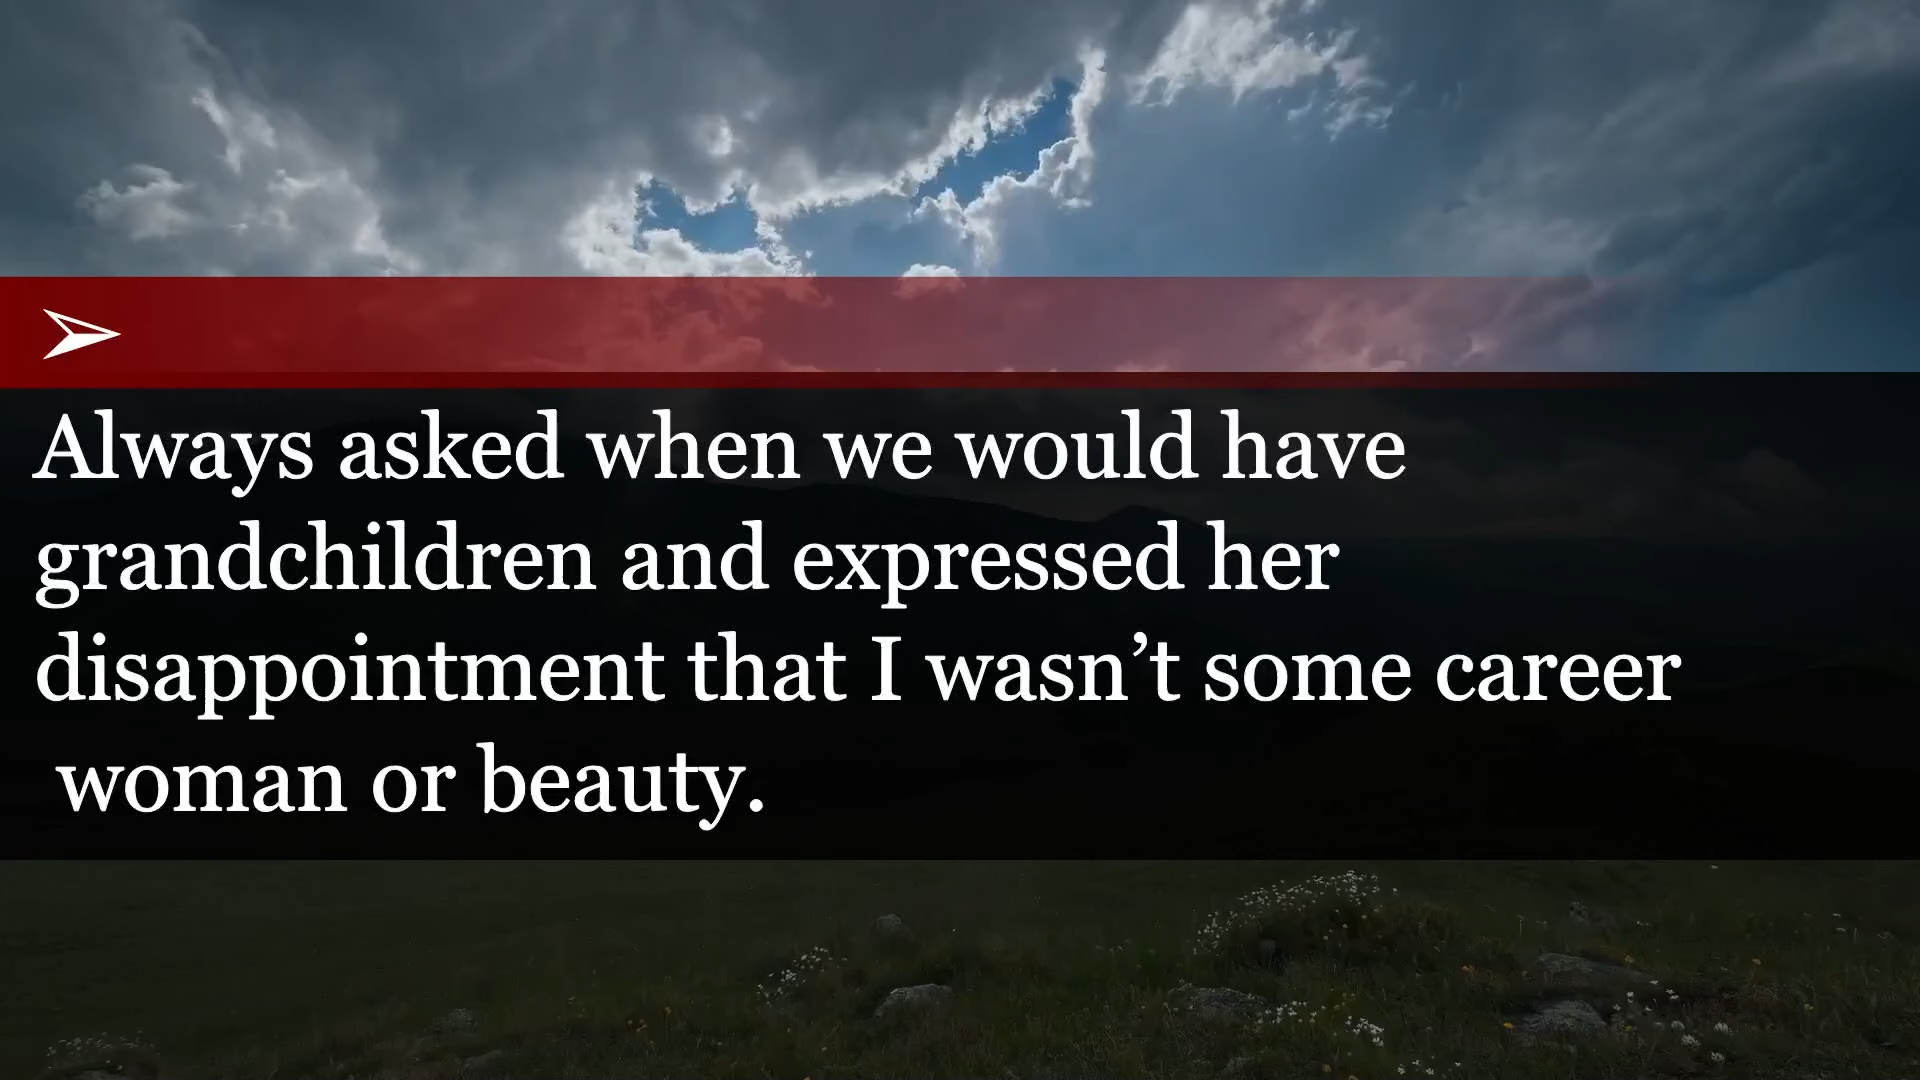 Always asked when we would have
grandchildren and expressed her
disappointment that I wasn’t some career
woman or beauty.